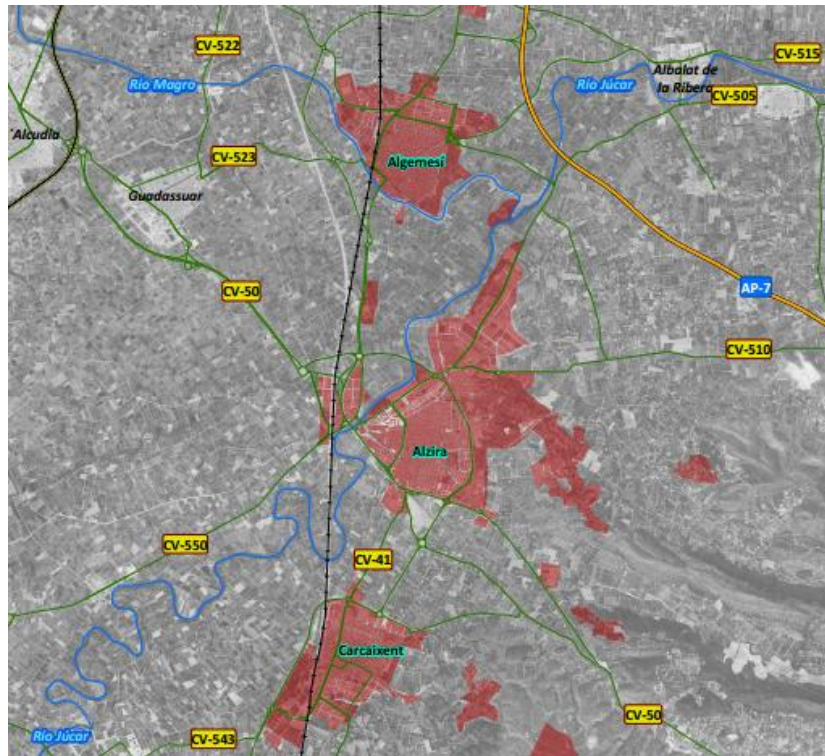 CV-522
CV-515
Albalat de
la Ribera
Río Magro
Río Júcar
CV-505
'Alcudia
CV-523
Algemesí
Guadassuar
CV-50
AP-7
CV-510
Alzira
CV-550
CV-41
Carcaixent
CV-50
Río Júcar
CV-543